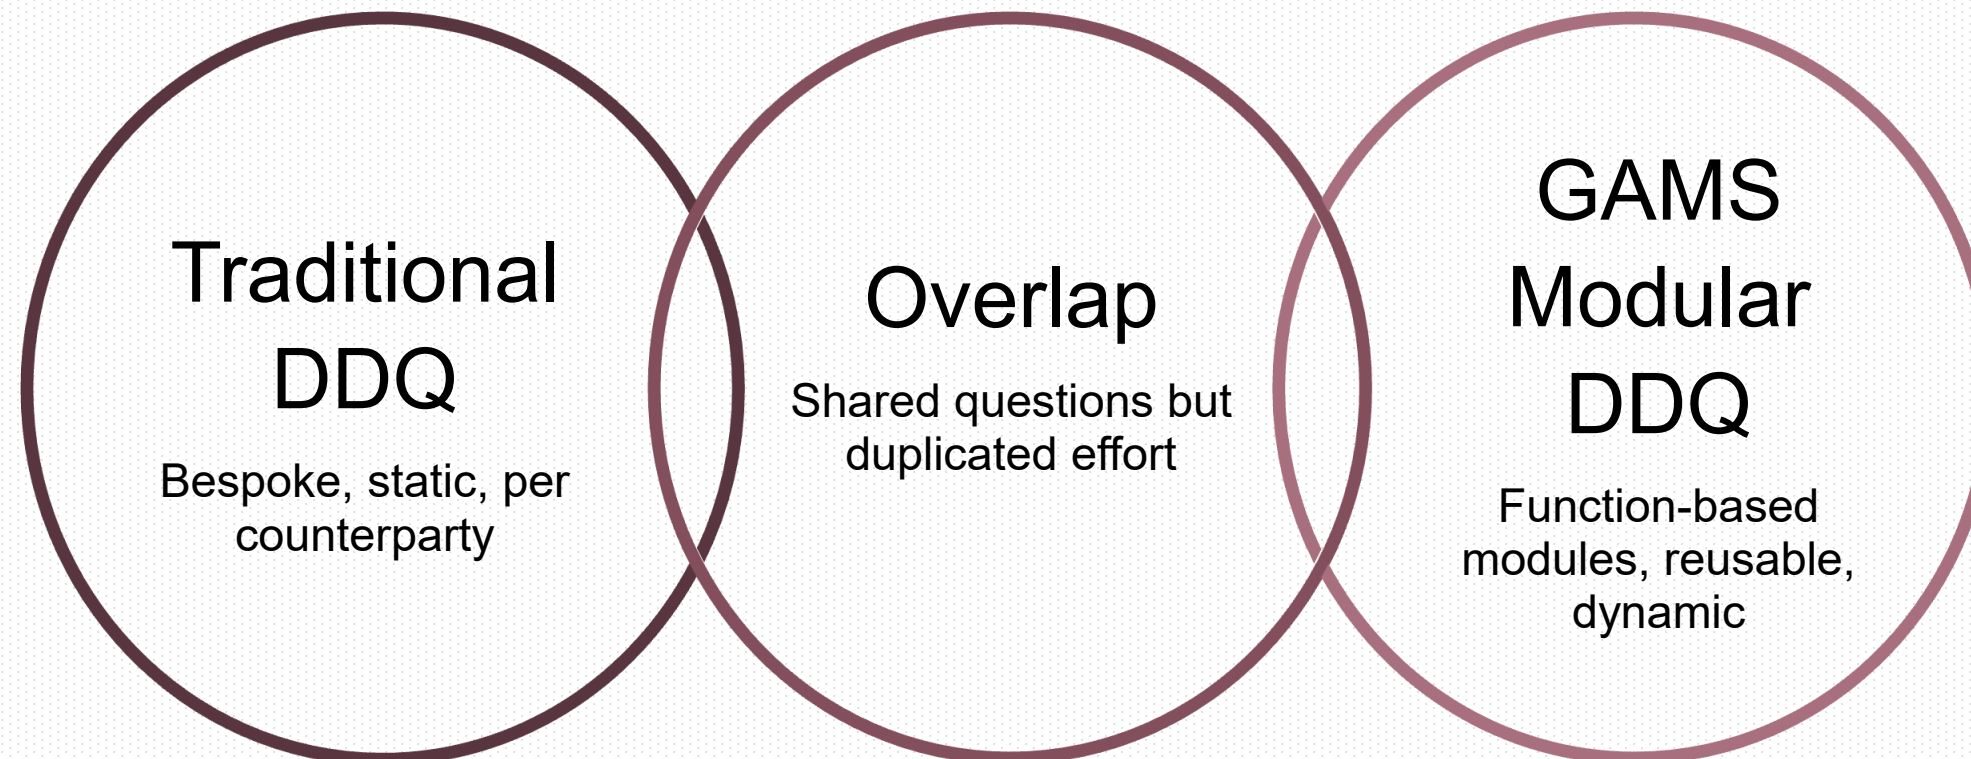 Traditional
DDQ
Bespoke, static, per
counterparty
Overlap
Shared questions but
duplicated effort
GAMS
Modular
DDQ
Function-based
modules, reusable,
dynamic